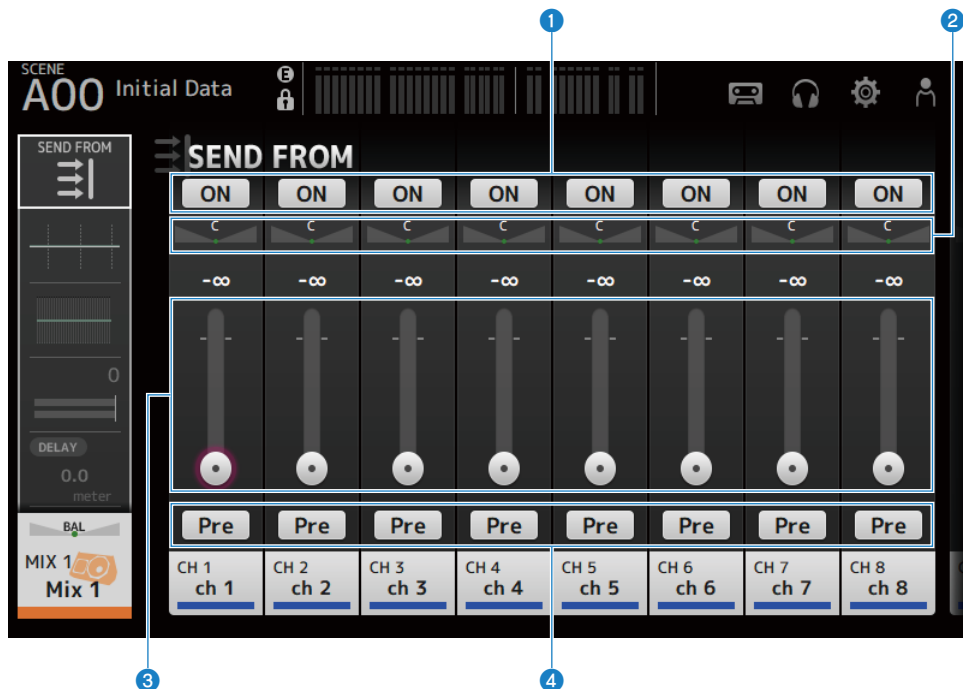 1 2
SCENE
A00 Initial Data E
SEND FROM
SEND FROM
ON ON ON ON ON ON ON ON
C C C C C C C C
-∞ -∞ -∞ -∞ -∞ -∞ -∞ -∞
0
DELAY
0.0
meter
Pre Pre Pre Pre Pre Pre Pre Pre
BAL
MIX 1
Mix 1
CH 1 CH 2 CH 3 CH 4 CH 5 CH 6 CH 7 CH 8
ch 1 ch 2 ch 3 ch 4 ch 5 ch 6 ch 7 ch 8
3 4